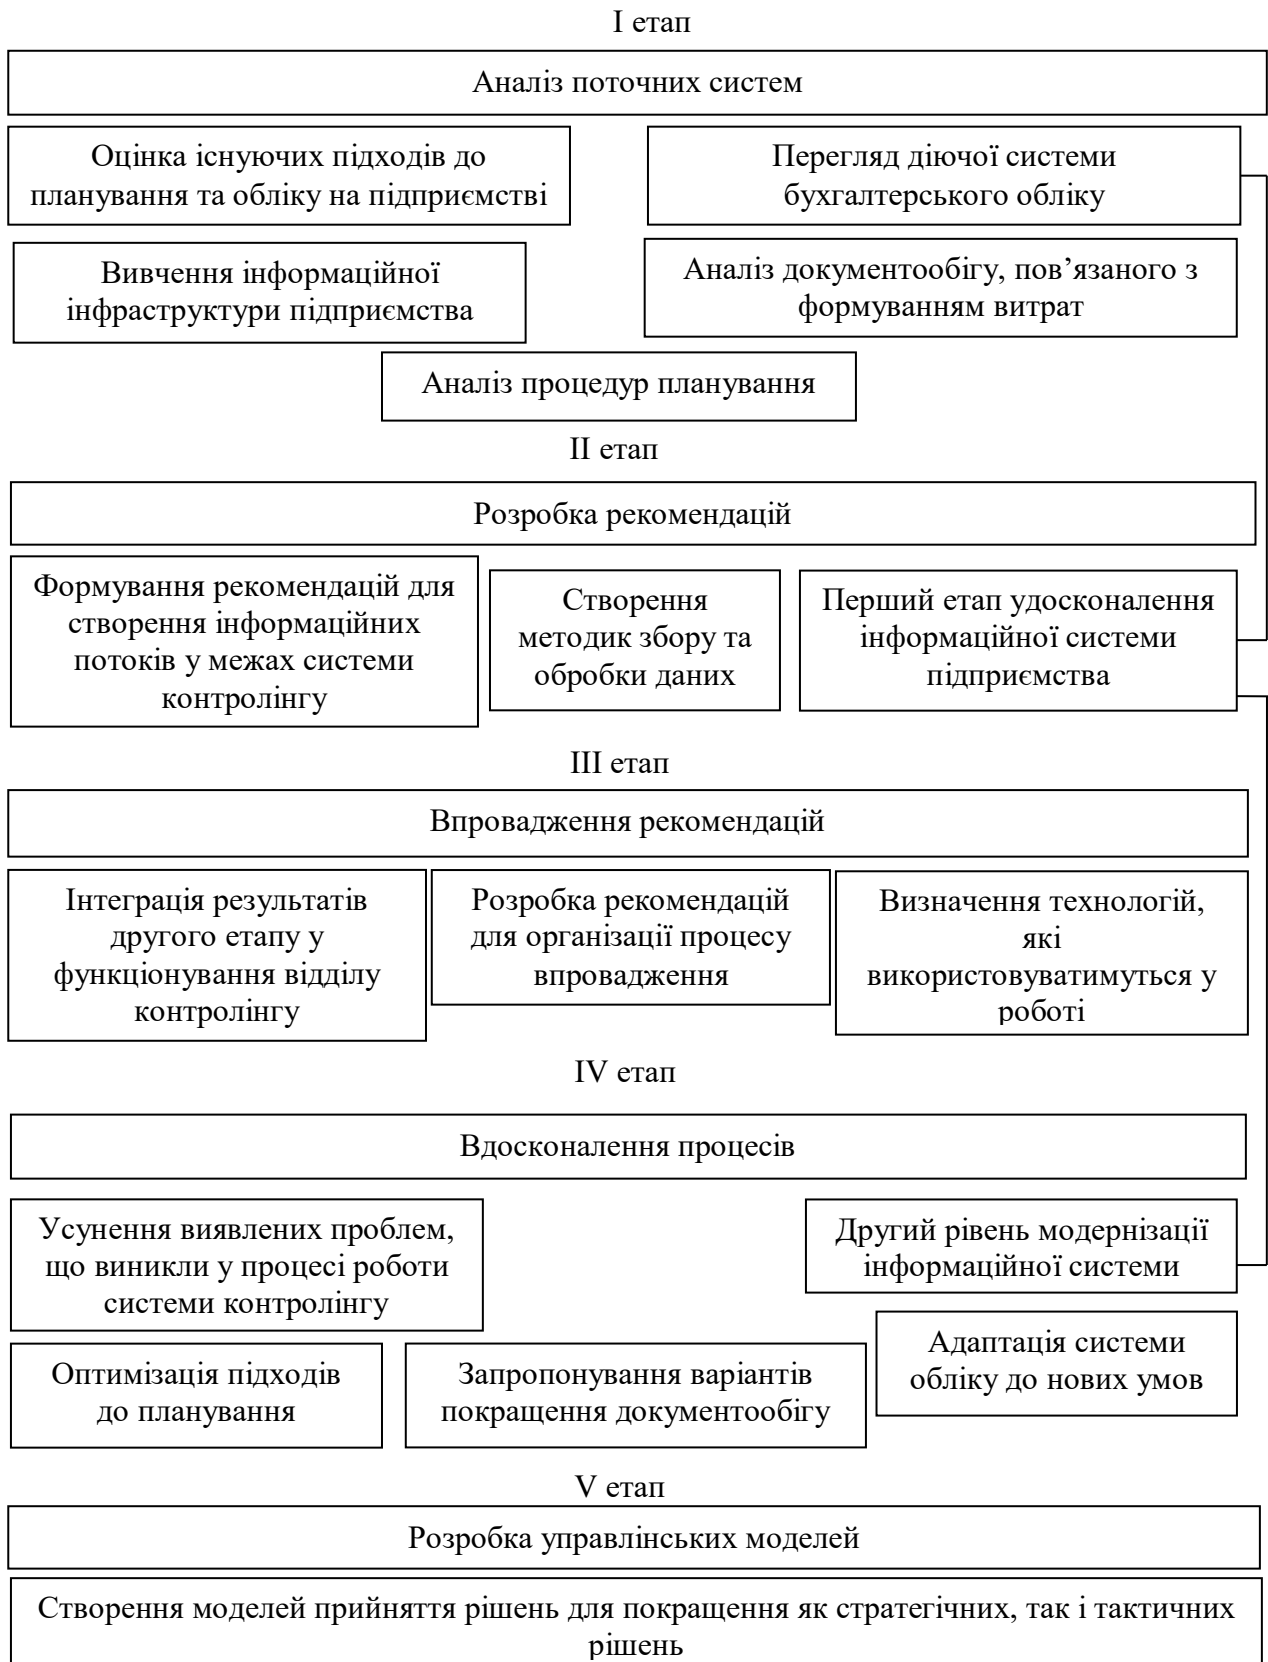 I етап
Аналіз поточних систем
Оцінка існуючих підходів до
планування та обліку на підприємстві
Перегляд діючої системи
бухгалтерського обліку
Вивчення інформаційної
інфраструктури підприємства
Аналіз документообігу, пов’язаного з
формуванням витрат
Аналіз процедур планування
II етап
Розробка рекомендацій
Формування рекомендацій для
створення інформаційних
потоків у межах системи
контролінгу
Створення
методик збору та
обробки даних
Перший етап удосконалення
інформаційної системи
підприємства
III етап
Впровадження рекомендацій
Інтеграція результатів
другого етапу у
функціонування відділу
контролінгу
Розробка рекомендацій
для організації процесу
впровадження
Визначення технологій,
які
використовуватимуться у
роботі
IV етап
Вдосконалення процесів
Усунення виявлених проблем,
що виникли у процесі роботи
системи контролінгу
Другий рівень модернізації
інформаційної системи
Оптимізація підходів
до планування
Запропонування варіантів
покращення документообігу
Адаптація системи
обліку до нових умов
V етап
Розробка управлінських моделей
Створення моделей прийняття рішень для покращення як стратегічних, так і тактичних
рішень